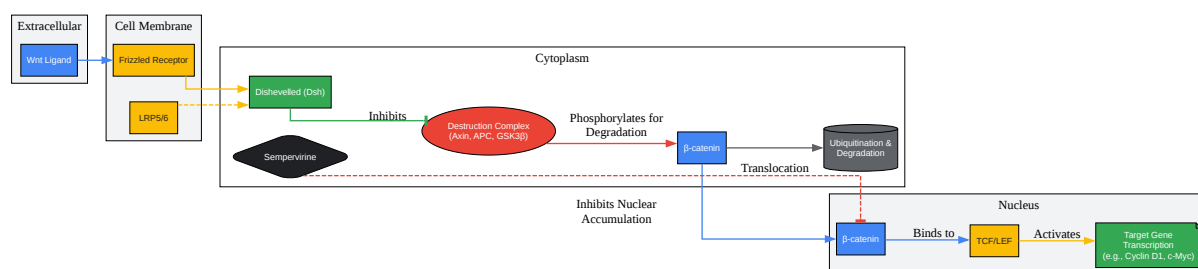 Extracellular
Wnt Ligand
Cell Membrane
Frizzled Receptor
LRP5/6
Cytoplasm
Dishevelled (Dsh)
Inhibits
Destruction Complex
(Axin, APC, GSK3β)
Phosphorylates for
Degradation
β-catenin
Ubiquitination &
Degradation
Sempervirine
Translocation
Inhibits Nuclear
Accumulation
Nucleus
β-catenin
Binds to
TCF/LEF
Activates
Target Gene
Transcription
(e.g., Cyclin D1, c-Myc)